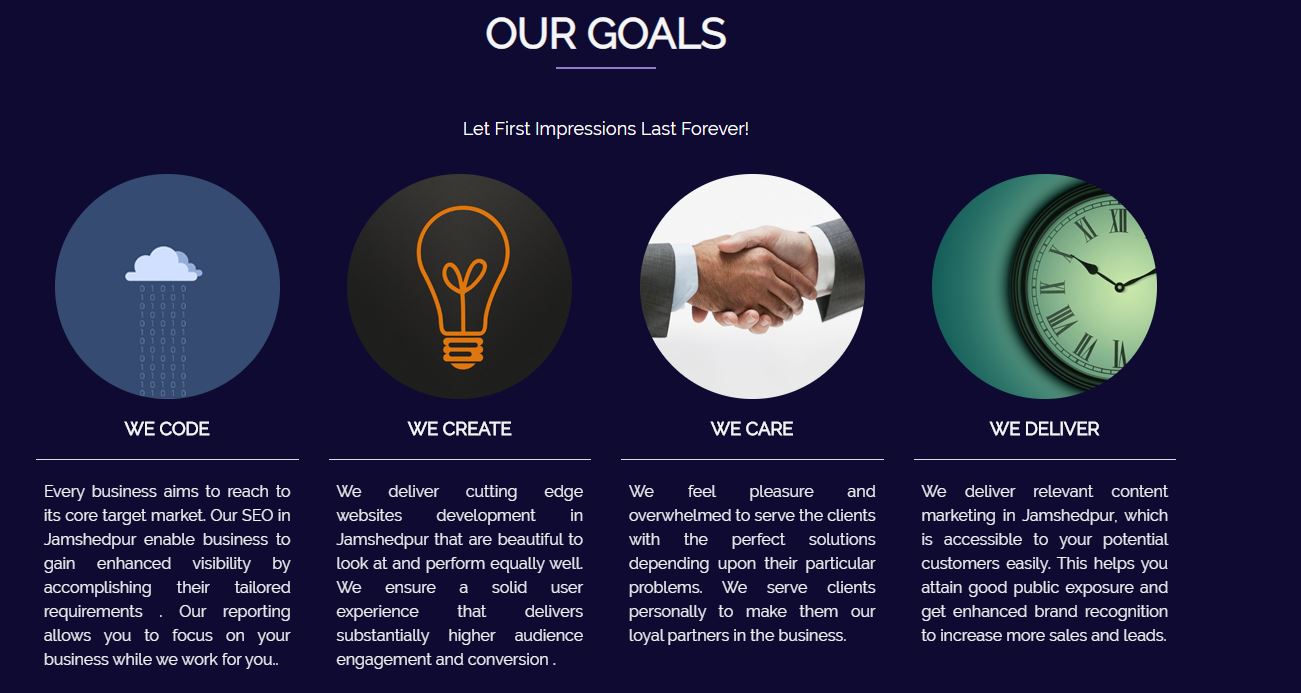 OUR GOALS
Let First Impressions Last Forever!
WE CODE
Every business aims to reach to
its core target market. Our SEO in
Jamshedpur enable business to
gain enhanced visibility by
accomplishing their tailored
requirements . Our reporting
allows you to focus on your
business while we work for you..
WE CREATE
We deliver cutting edge
websites development in
Jamshedpur that are beautiful to
look at and perform equally well.
We ensure a solid user
experience that delivers
substantially higher audience
engagement and conversion .
WE CARE
We feel pleasure and
overwhelmed to serve the clients
with the perfect solutions
depending upon their particular
problems. We serve clients
personally to make them our
loyal partners in the business.
XII
XI
X
IX
VIII
VII
VI
WE DELIVER
We deliver relevant content
marketing in Jamshedpur, which
is accessible to your potential
customers easily. This helps you
attain good public exposure and
get enhanced brand recognition
to increase more sales and leads.